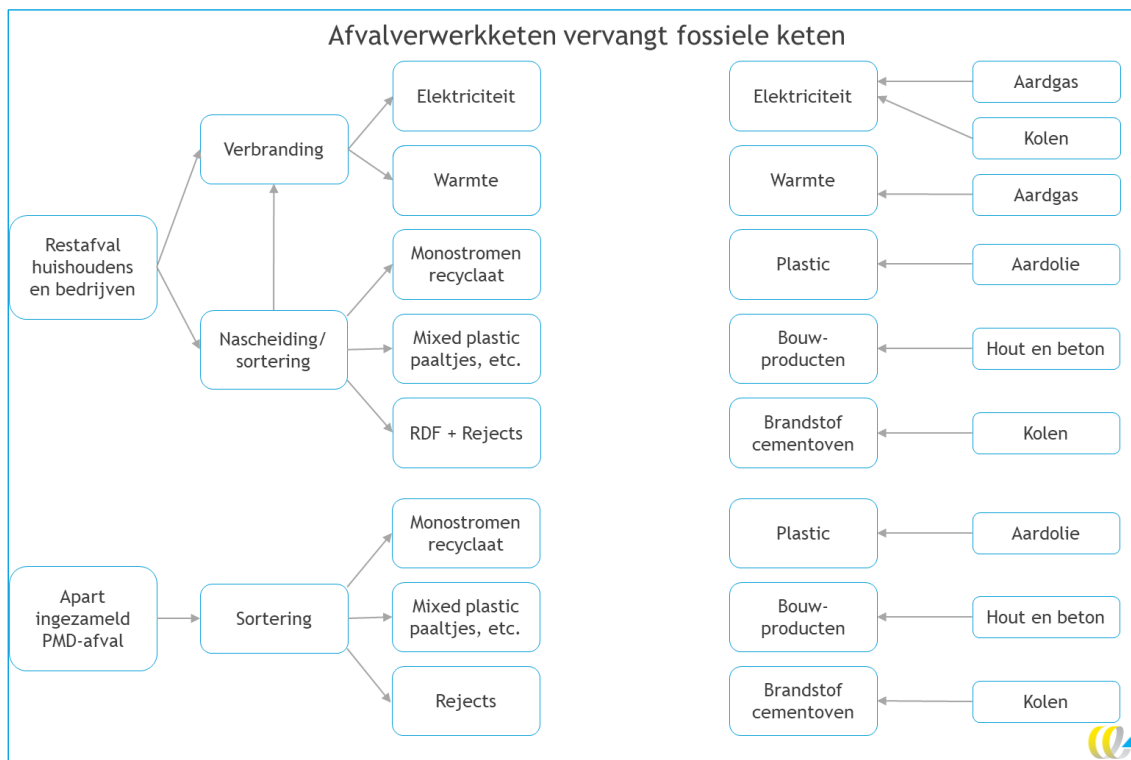 Afvalverwerkketen vervangt fossiele keten
Elektriciteit
Elektriciteit
Aardgas
Verbranding
Kolen
Warmte
Warmte
Aardgas
Restafval
huishoudens
en bedrijven
Monostromen
recyclaat
Plastic
Aardolie
Nascheiding/
sortering
Mixed plastic
paaltjes, etc.
Bouw-
producten
Hout en beton
RDF + Rejects
Brandstof
cementoven
Kolen
Monostromen
recyclaat
Plastic
Aardolie
Apart
ingezameld
PMD-afval
Sortering
Mixed plastic
paaltjes, etc.
Bouw-
producten
Hout en beton
Rejects
Brandstof
cementoven
Kolen